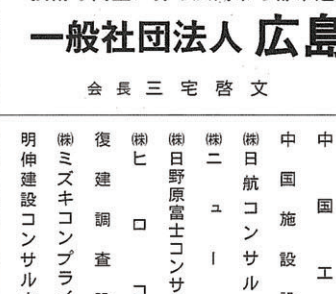 一般社団法人 広島
会長 三宅啓文
中国工
中国施設
㈱日航コンサル
㈱ニュー
㈱日野原富士コンサ
㈱ヒロコ
復建調査設
㈱ミズキコンプラ
明伸建設コンサル